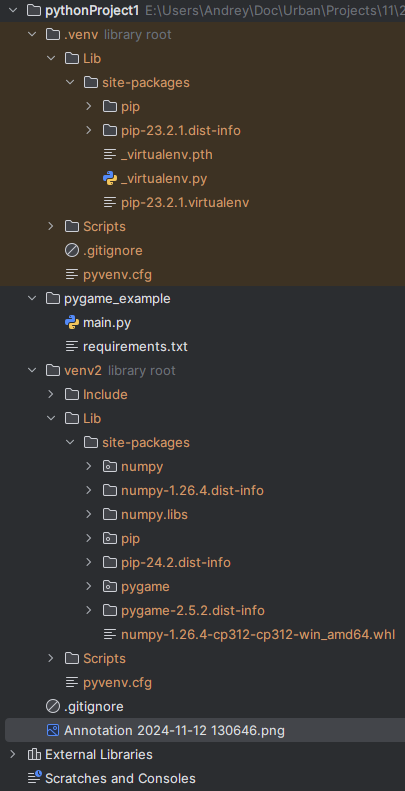 pythonProject1 E:\Users\Andrey\Doc\Urban\Projects\11\2
.venv library root
Lib
site-packages
pip
pip-23.2.1.dist-info
_virtualenv.pth
_virtualenv.py
pip-23.2.1.virtualenv
Scripts
.gitignore
pyvenv.cfg
pygame_example
main.py
requirements.txt
venv2 library root
Include
Lib
site-packages
numpy
numpy-1.26.4.dist-info
numpy.libs
pip
pip-24.2.dist-info
pygame
pygame-2.5.2.dist-info
numpy-1.26.4-cp312-cp312-win_amd64.whl
Scripts
pyvenv.cfg
.gitignore
Annotation 2024-11-12 130646.png
External Libraries
Scratches and Consoles